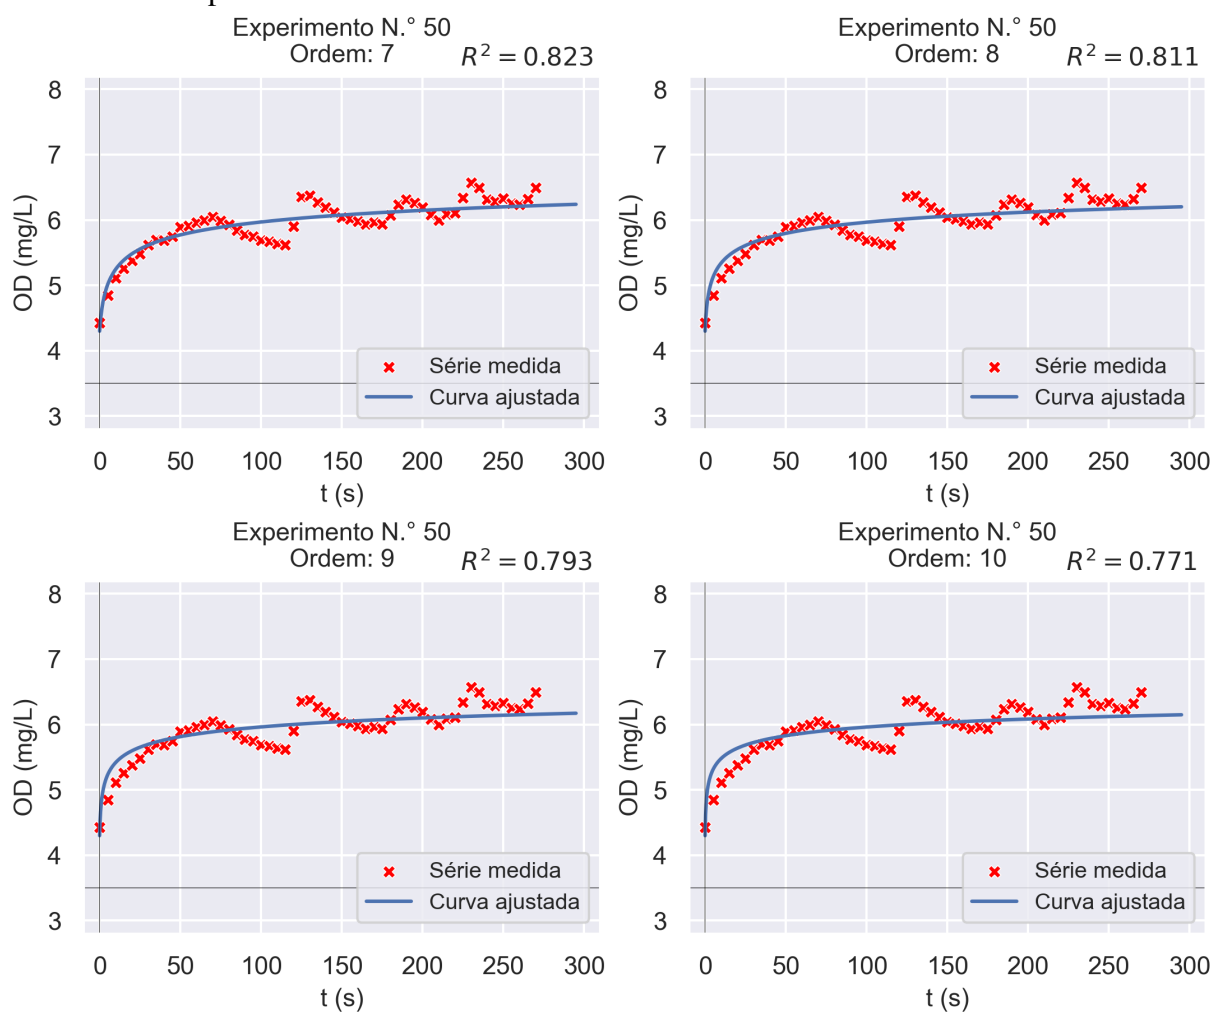 Experimento N.° 50
Ordem: 7 R² = 0.823
8
7
6
5
4
3
OD (mg/L)
Série medida
Curva ajustada
0 50 100 150 200 250 300
t (s)
Experimento N.° 50
Ordem: 8 R² = 0.811
8
7
6
5
4
3
OD (mg/L)
Série medida
Curva ajustada
0 50 100 150 200 250 300
t (s)
Experimento N.° 50
Ordem: 9 R² = 0.793
8
7
6
5
4
3
OD (mg/L)
Série medida
Curva ajustada
0 50 100 150 200 250 300
t (s)
Experimento N.° 50
Ordem: 10 R² = 0.771
8
7
6
5
4
3
OD (mg/L)
Série medida
Curva ajustada
0 50 100 150 200 250 300
t (s)